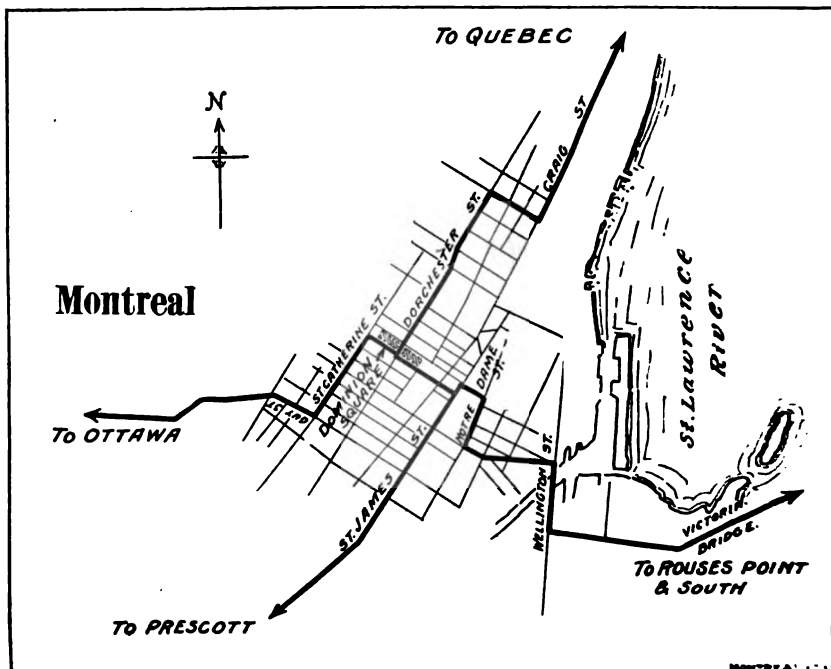 TO QUEBEC
N
CRAIG ST
DORCHESTER ST.
Montreal
ST. CATHERINE ST.
DOMINION
SQUARE
NOTRE DAME ST.
St. Lawrence
River
TO OTTAWA
ST. JAMES ST.
WELLINGTON ST.
VICTORIA
BRIDGE.
TO ROUSES POINT
& SOUTH
TO PRESCOTT
MONTREAL